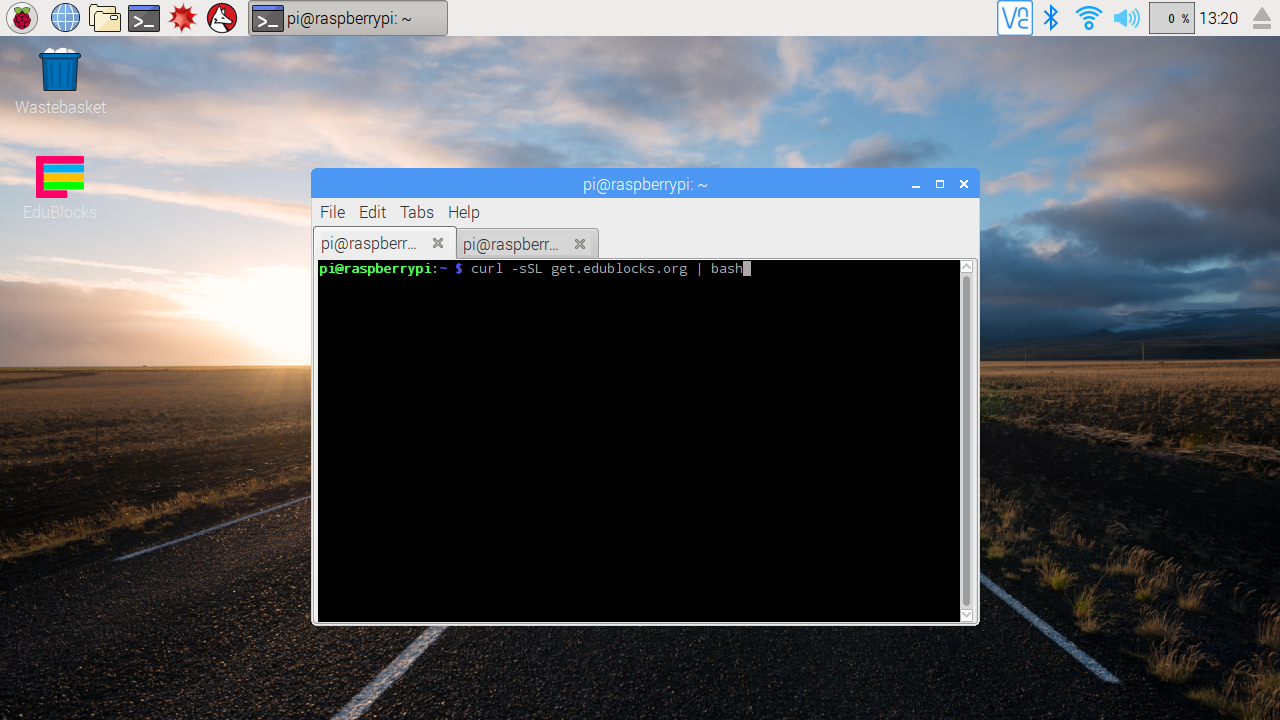 pi@raspberrypi: ~
V2
0 %
13:20
Wastebasket
EduBlocks
pi@raspberrypi: ~
File Edit Tabs Help
pi@raspberr... pi@raspberr...
pi@raspberrypi:~ $ curl -sSL get.edublocks.org | bash